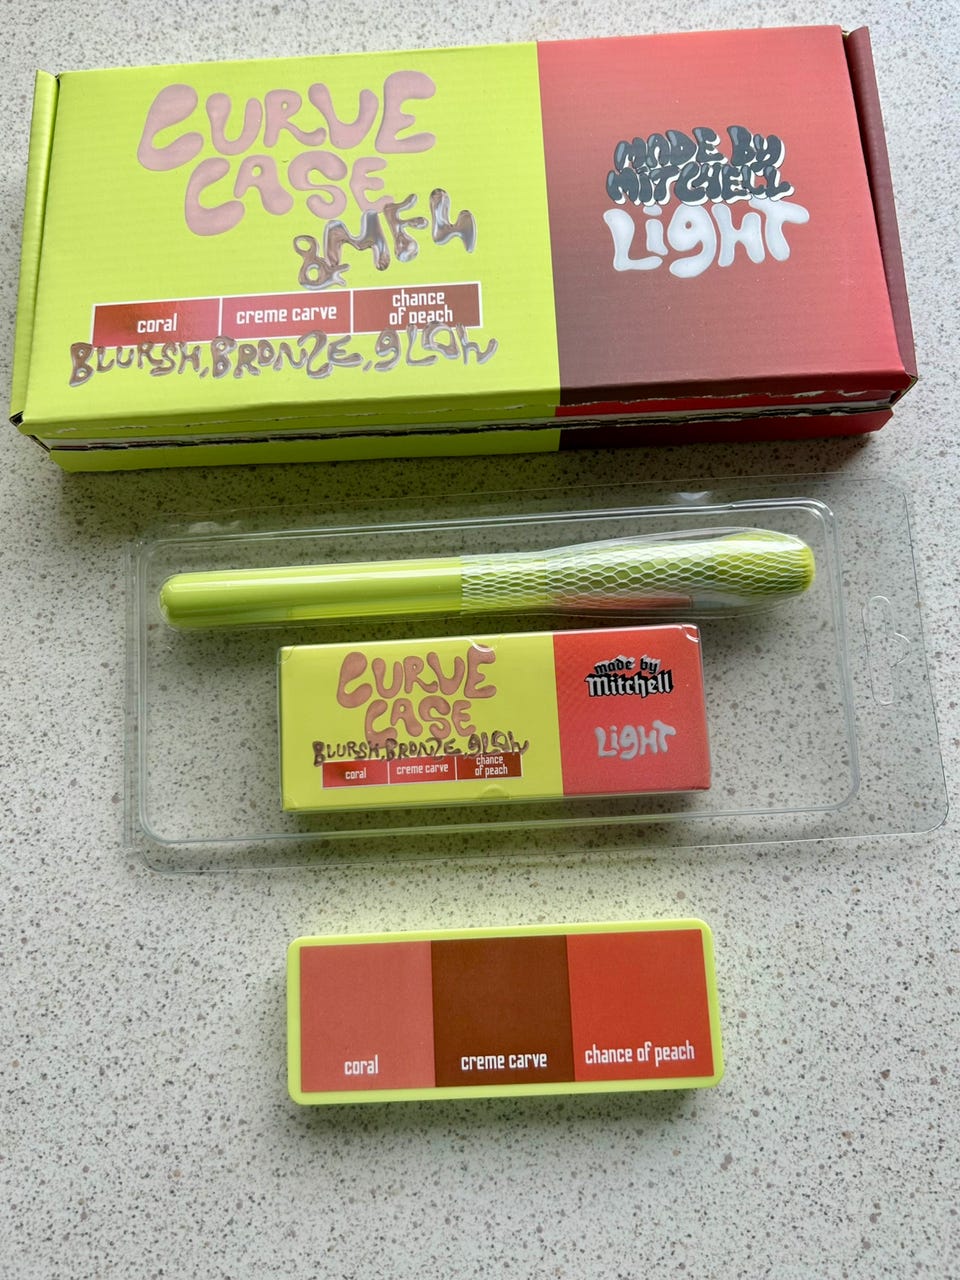 CURVE
CASE
&MF4
coral
creme carve
chance
of peach
BLURSH, BRONZE, GLOW
MADE BY
MITCHELL
LIGHT
CURVE
CASE
BLURSH, BRONZE, GLOW
coral
creme carve
chance
of peach
made by
Mitchell
LIGHT
coral
creme carve
chance of peach